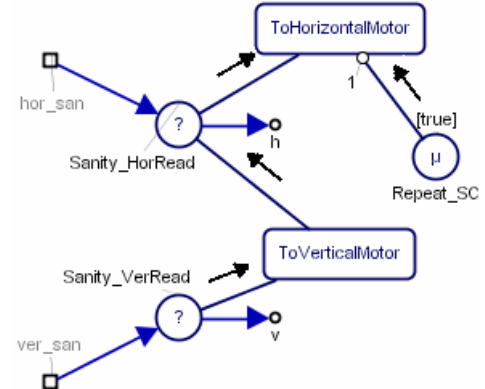 ToHorizontalMotor
hor_san
?
h
1
[true]
μ
Sanity_HorRead
Repeat_SC
ToVerticalMotor
Sanity_VerRead
?
v
ver_san